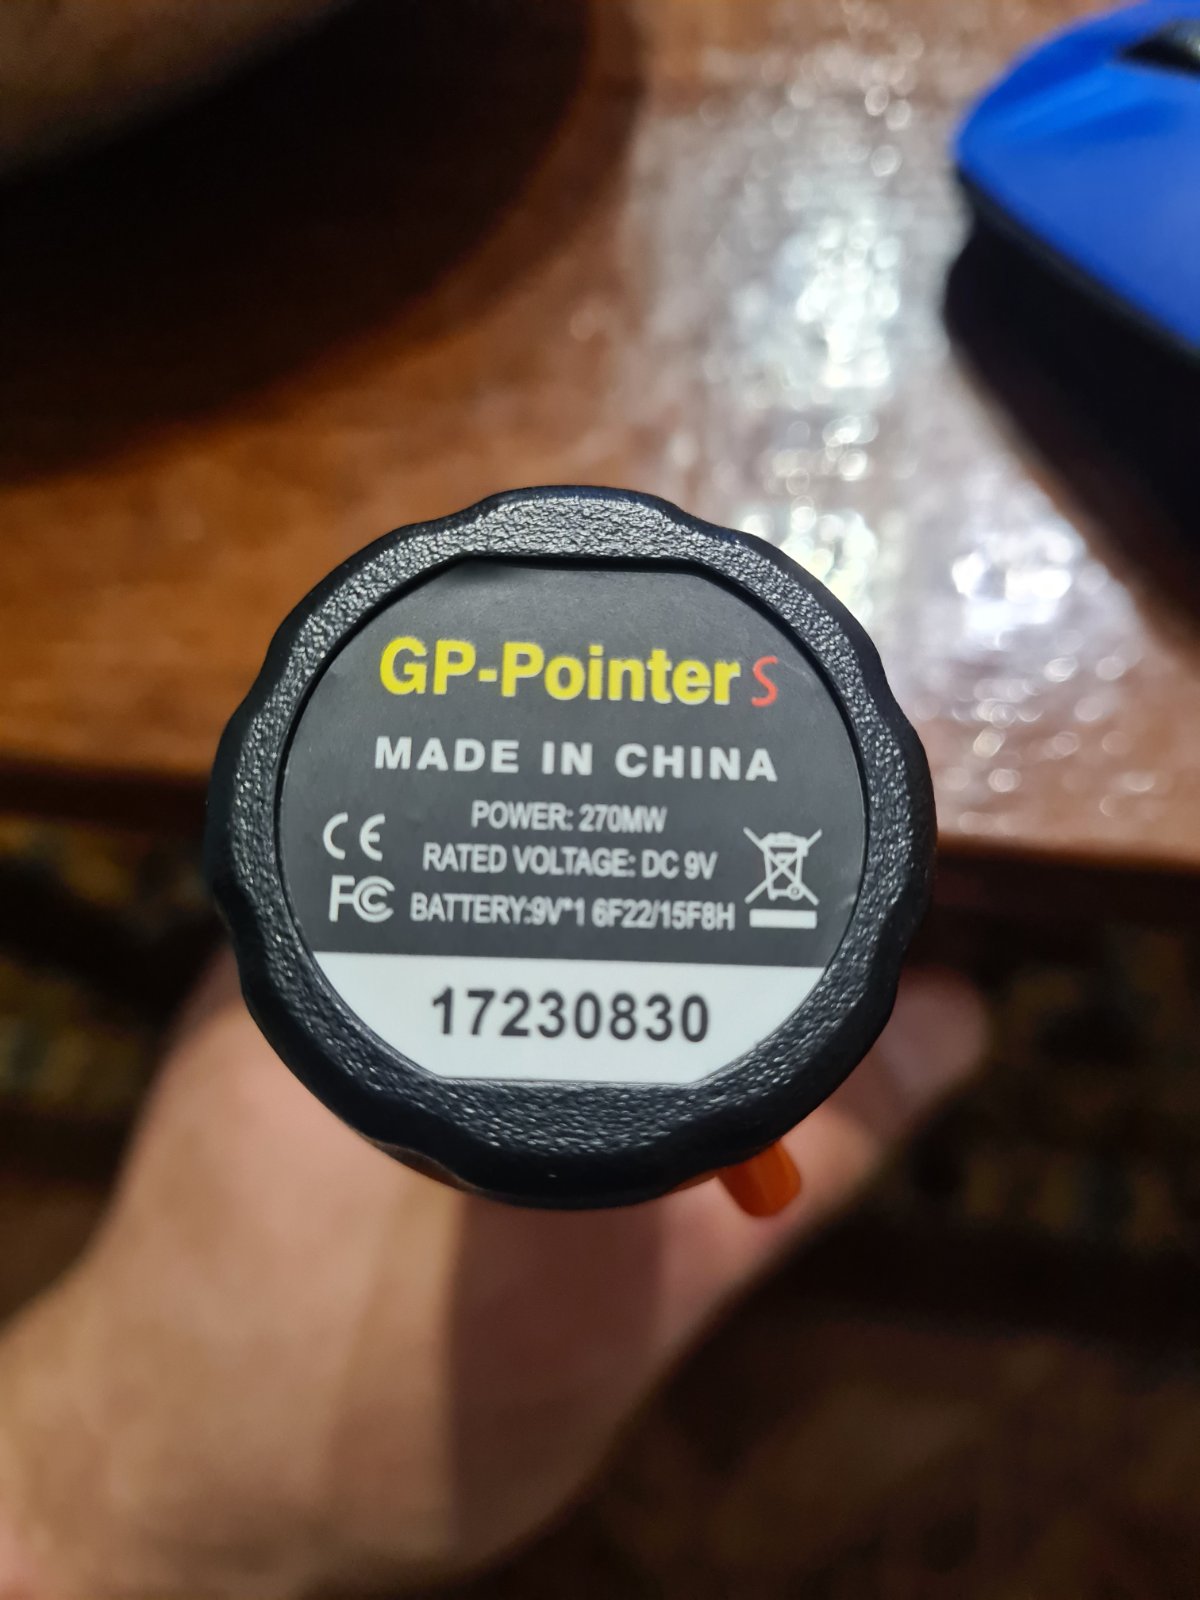 GP-Pointer S
MADE IN CHINA
POWER: 270MW
CE
RATED VOLTAGE: DC 9V
FC
BATTERY:9V*1 6F22/15F8H
17230830